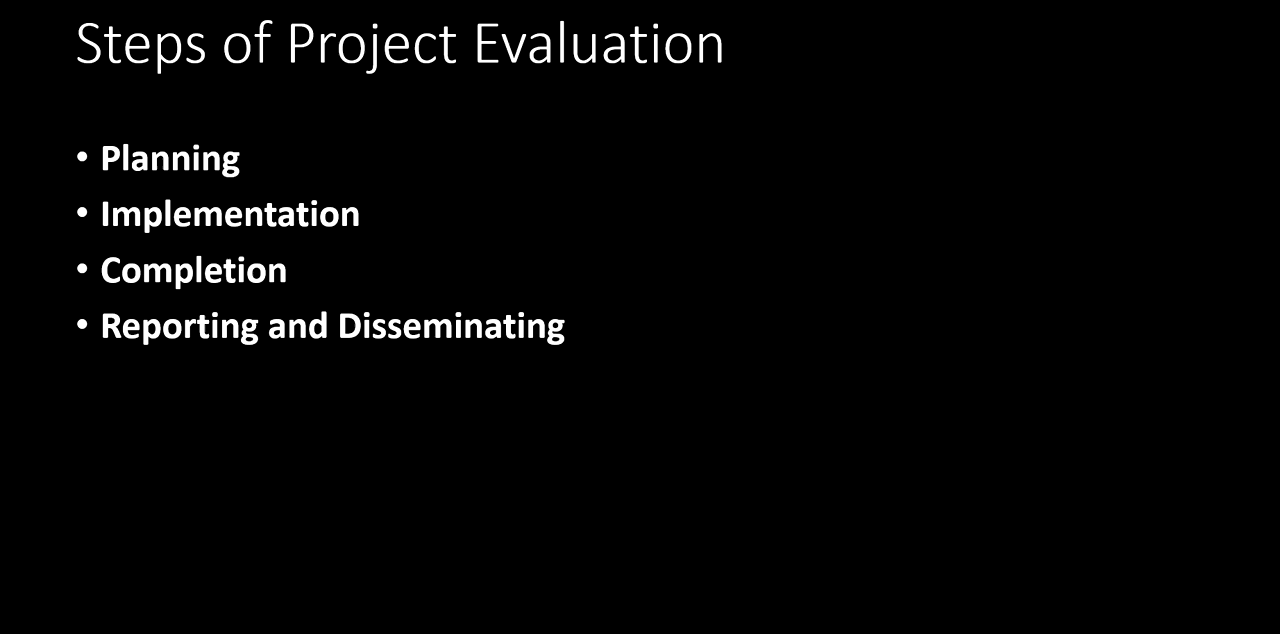 Steps of Project Evaluation
• Planning
• Implementation
• Completion
• Reporting and Disseminating